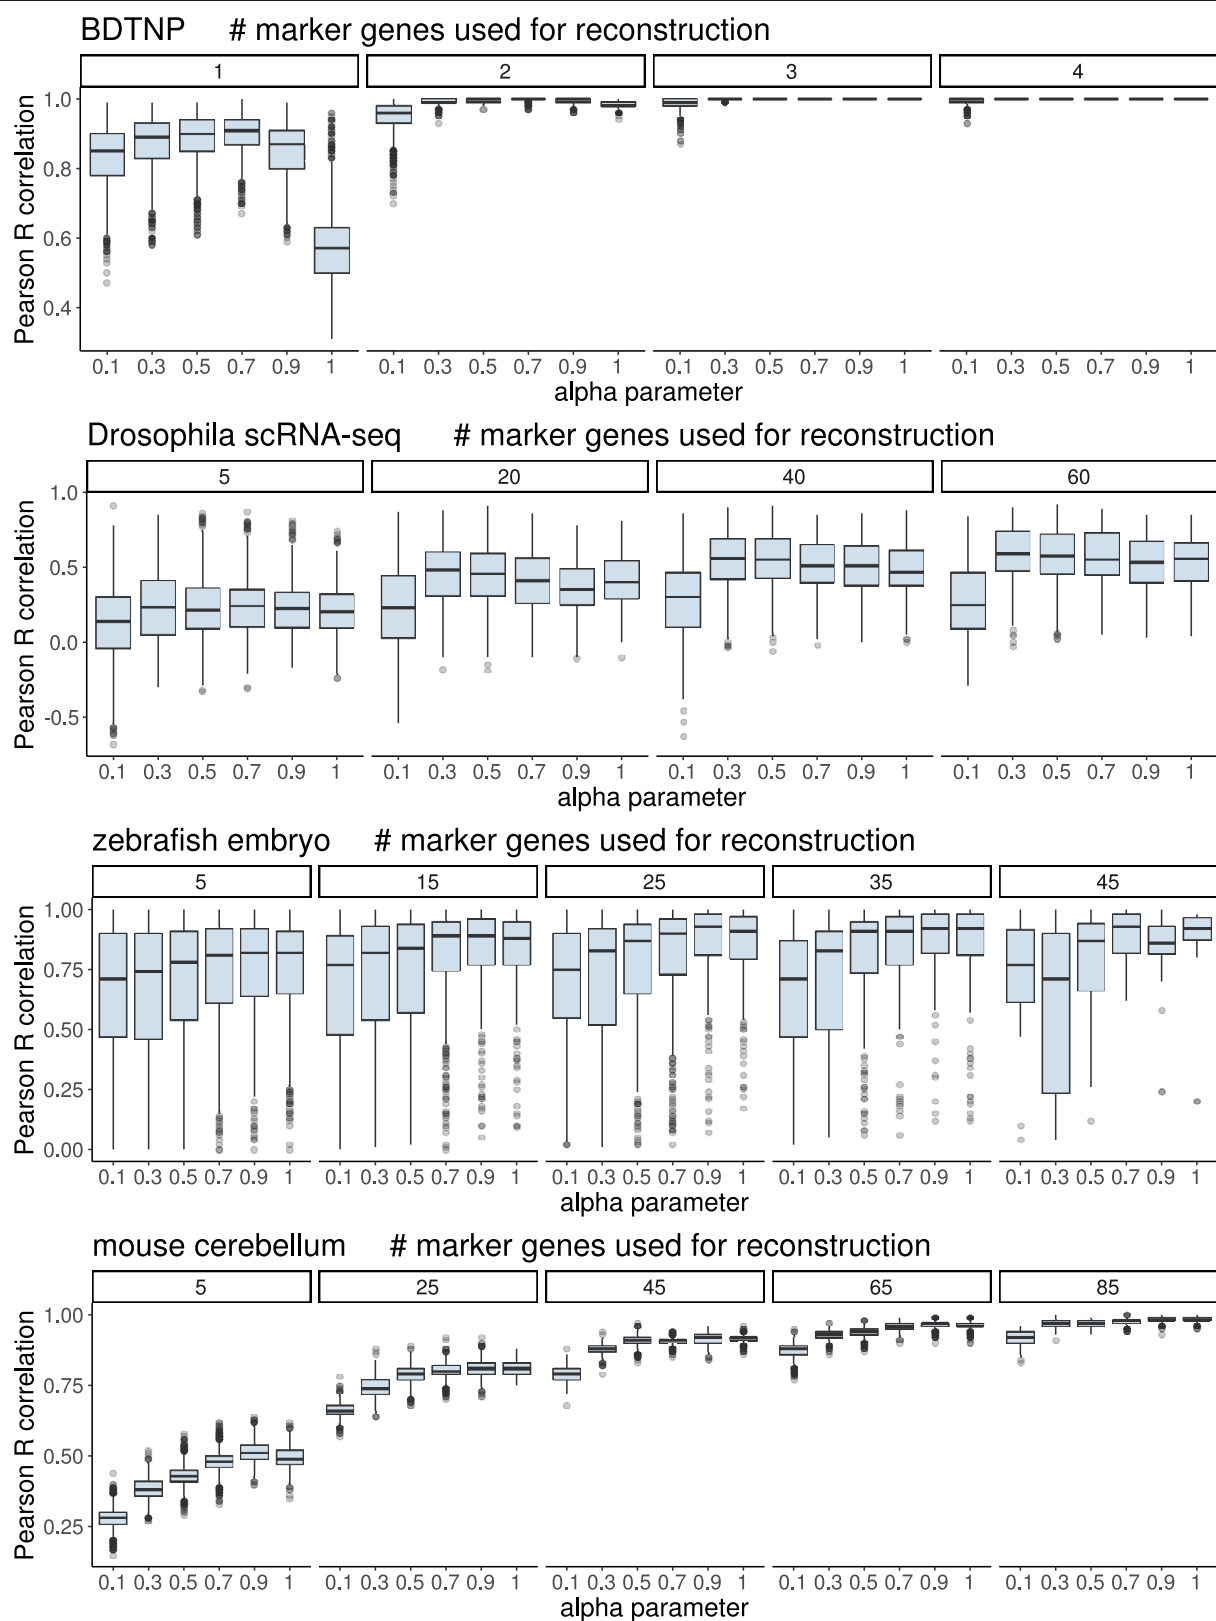 BDTNP # marker genes used for reconstruction
1 2 3 4
1.0
0.8
0.6
0.4
Pearson R correlation
0.1 0.3 0.5 0.7 0.9 1 0.1 0.3 0.5 0.7 0.9 1 0.1 0.3 0.5 0.7 0.9 1 0.1 0.3 0.5 0.7 0.9 1
alpha parameter
Drosophila scRNA-seq # marker genes used for reconstruction
5 20 40 60
1.0
0.5
0.0
-0.5
Pearson R correlation
0.1 0.3 0.5 0.7 0.9 1 0.1 0.3 0.5 0.7 0.9 1 0.1 0.3 0.5 0.7 0.9 1 0.1 0.3 0.5 0.7 0.9 1
alpha parameter
zebrafish embryo # marker genes used for reconstruction
5 15 25 35 45
1.00
0.75
0.50
0.25
0.00
Pearson R correlation
0.1 0.3 0.5 0.7 0.9 1 0.1 0.3 0.5 0.7 0.9 1 0.1 0.3 0.5 0.7 0.9 1 0.1 0.3 0.5 0.7 0.9 1 0.1 0.3 0.5 0.7 0.9 1
alpha parameter
mouse cerebellum # marker genes used for reconstruction
5 25 45 65 85
1.00
0.75
0.50
0.25
Pearson R correlation
0.1 0.3 0.5 0.7 0.9 1 0.1 0.3 0.5 0.7 0.9 1 0.1 0.3 0.5 0.7 0.9 1 0.1 0.3 0.5 0.7 0.9 1 0.1 0.3 0.5 0.7 0.9 1
alpha parameter